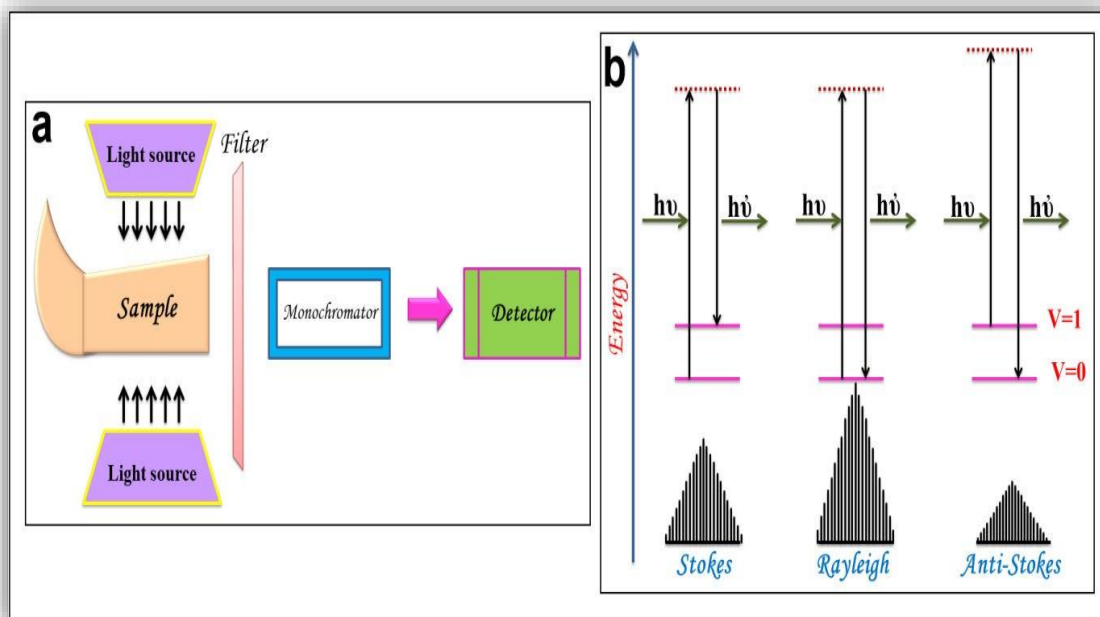 a
Light source
Filter
Sample
Monochromator
Detector
Light source
b
Energy
hυ
hὐ
hυ
hὐ
hυ
hὐ
V=1
V=0
Stokes
Rayleigh
Anti-Stokes